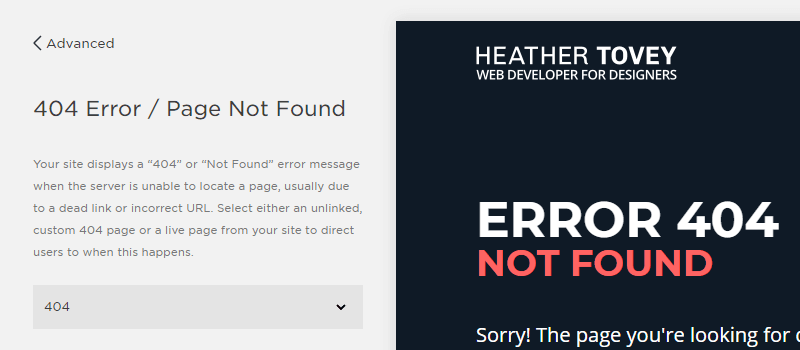 Advanced
404 Error / Page Not Found
Your site displays a “404” or “Not Found” error message
when the server is unable to locate a page, usually due
to a dead link or incorrect URL. Select either an unlinked,
custom 404 page or a live page from your site to direct
users to when this happens.
404
HEATHER TOVEY
WEB DEVELOPER FOR DESIGNERS
ERROR 404
NOT FOUND
Sorry! The page you're looking for